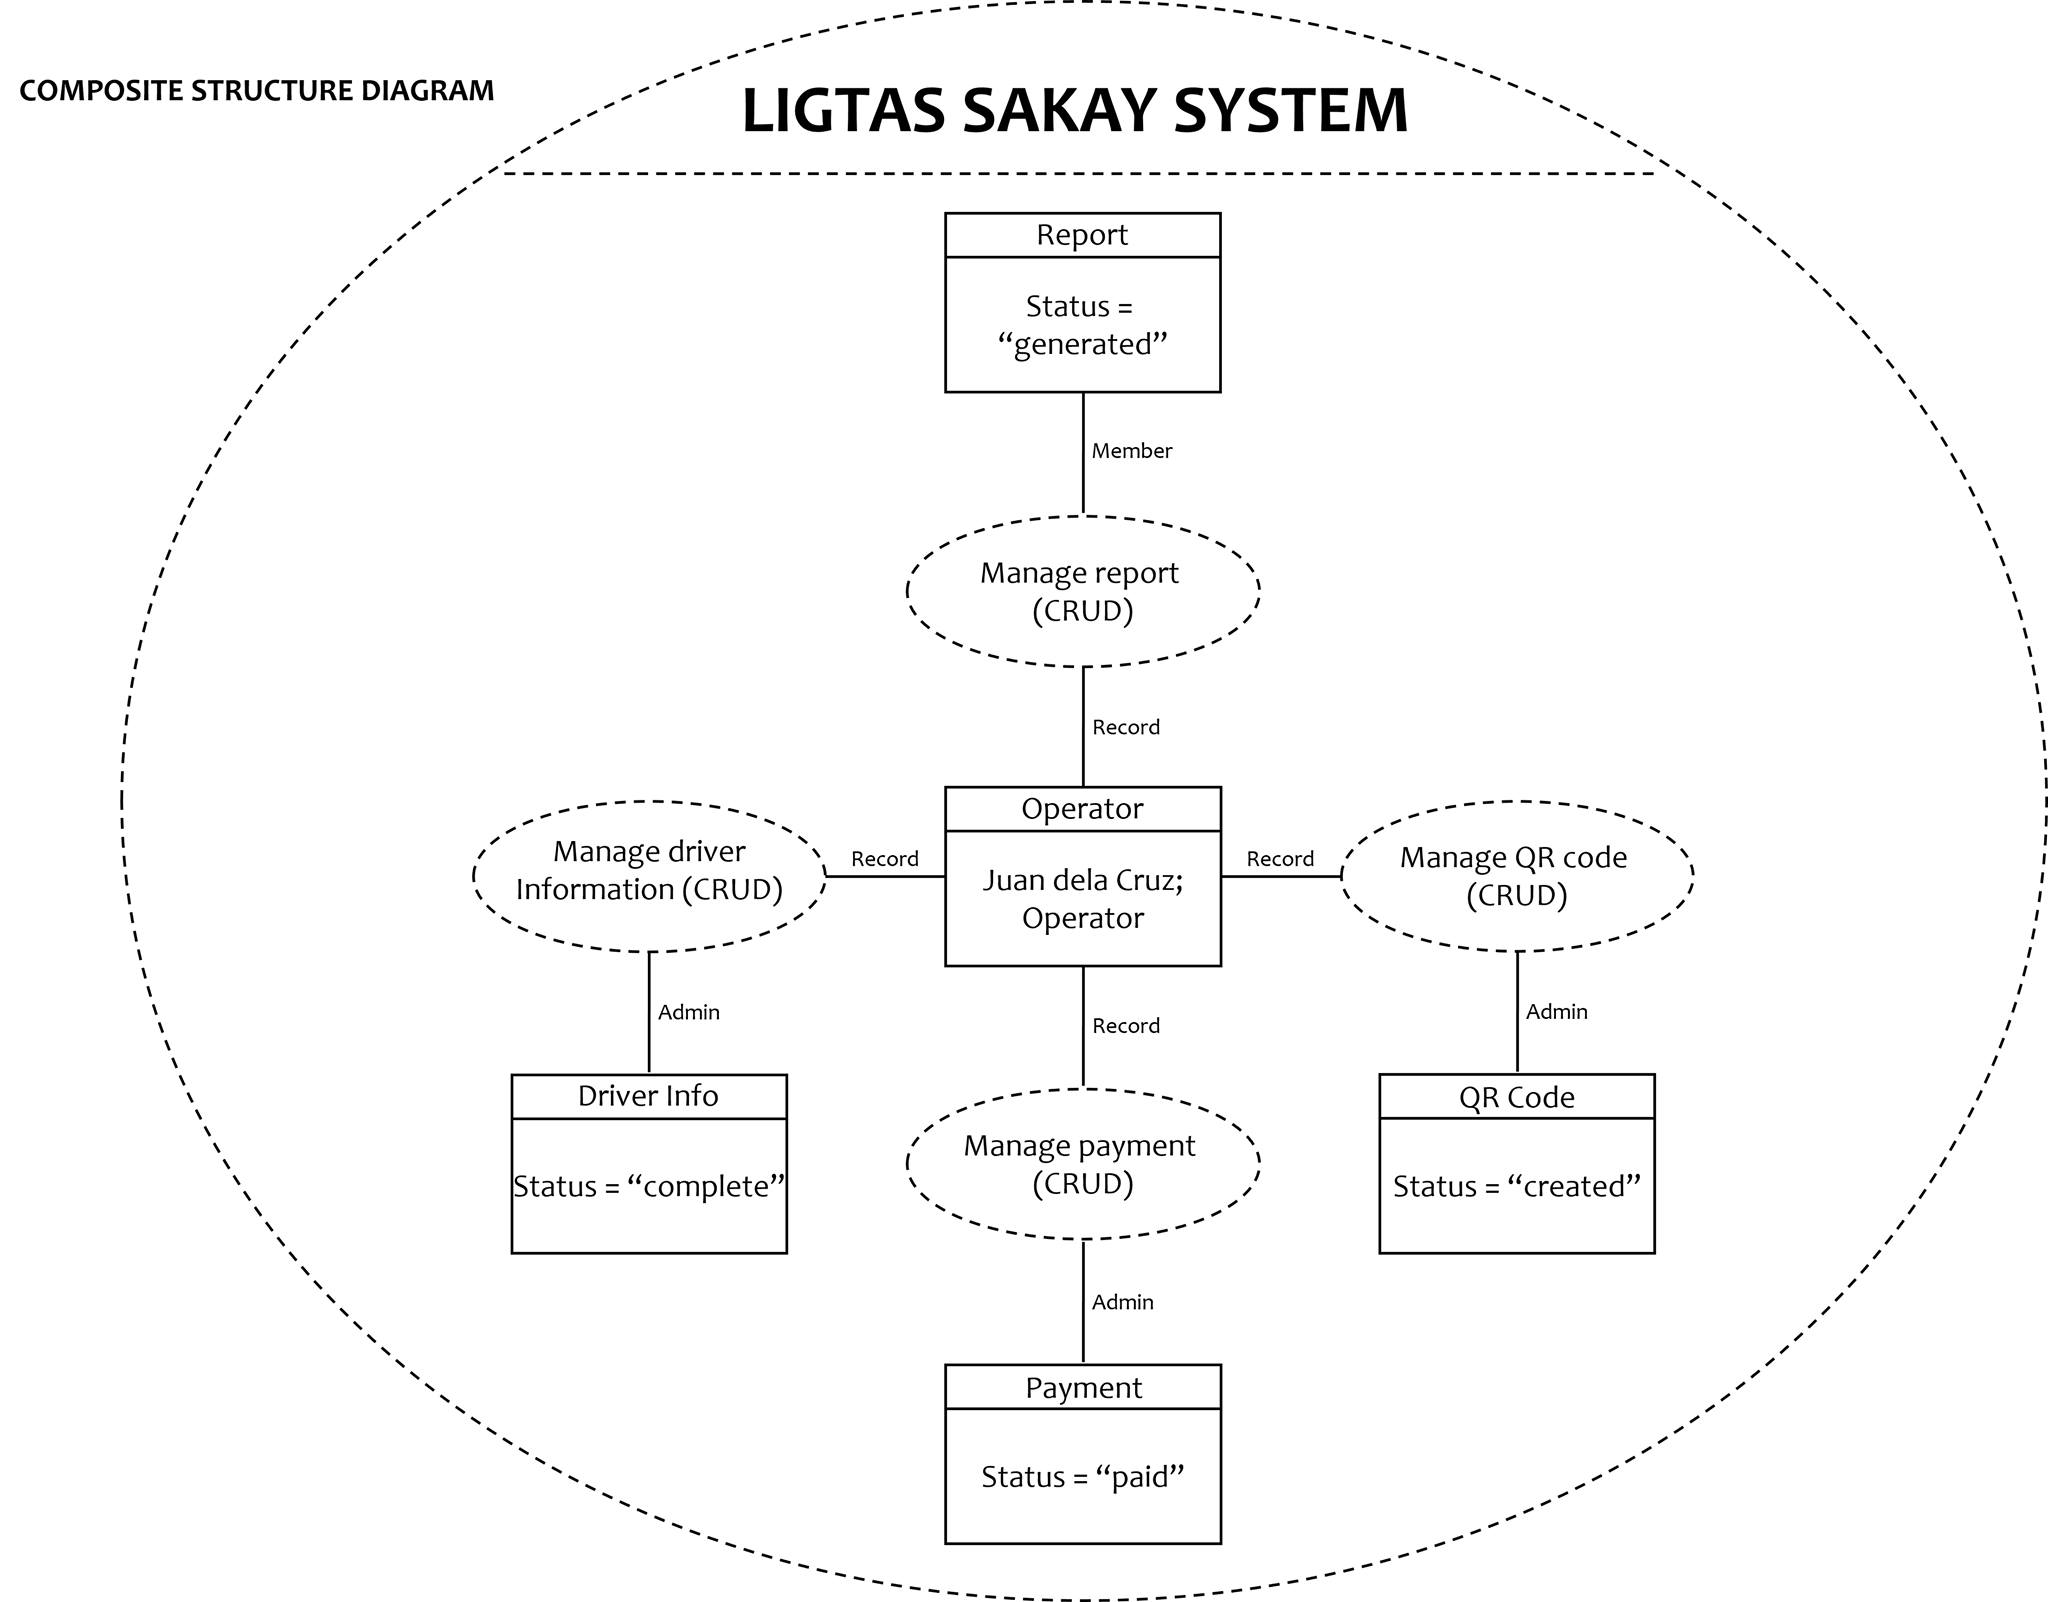 COMPOSITE STRUCTURE DIAGRAM
LIGTAS SAKAY SYSTEM
Report
Status =
“generated”
Member
Manage report
(CRUD)
Record
Manage driver
Information (CRUD)
Record
Operator
Juan dela Cruz;
Operator
Record
Manage QR code
(CRUD)
Admin
Record
Admin
Driver Info
Status = “complete”
Manage payment
(CRUD)
QR Code
Status = “created”
Admin
Payment
Status = “paid”